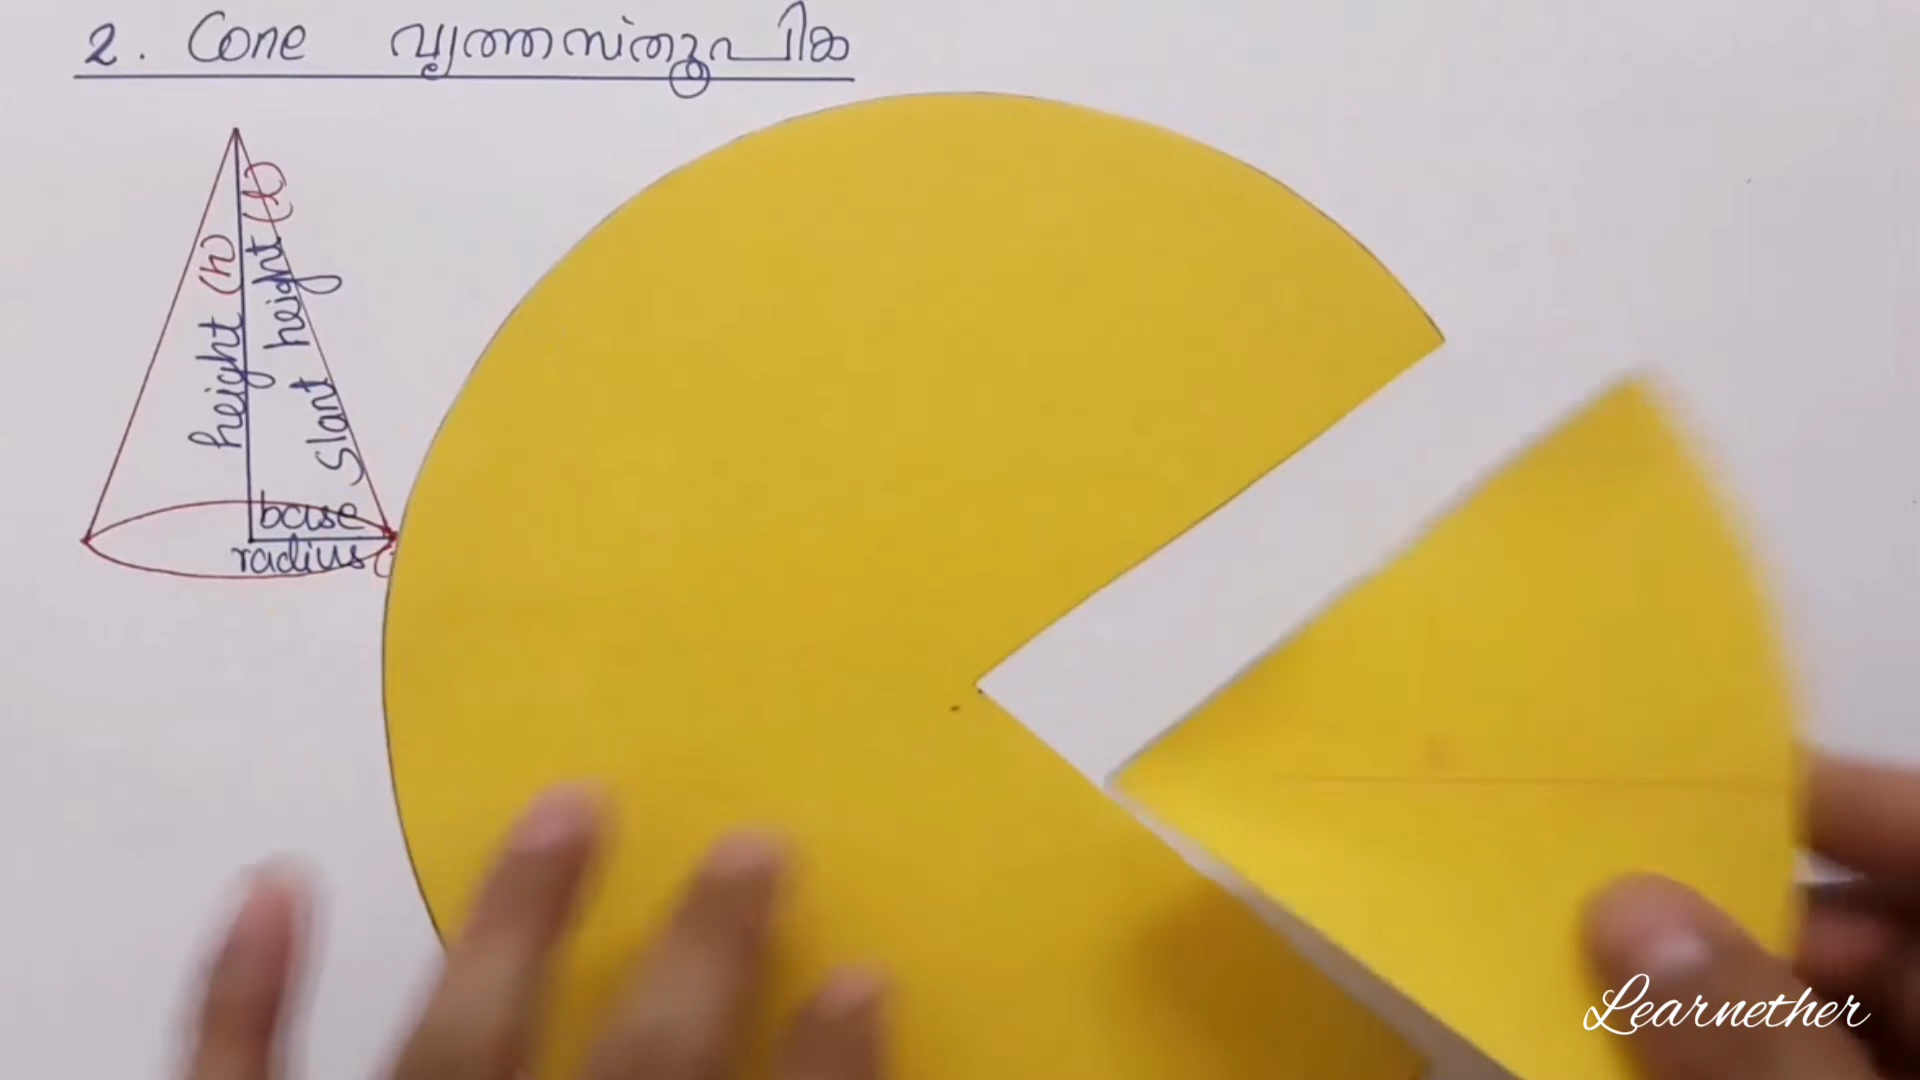 2. Cone വൃത്തസ്തൂപിക
height (h)
slant height (l)
base
radius (
Learnether